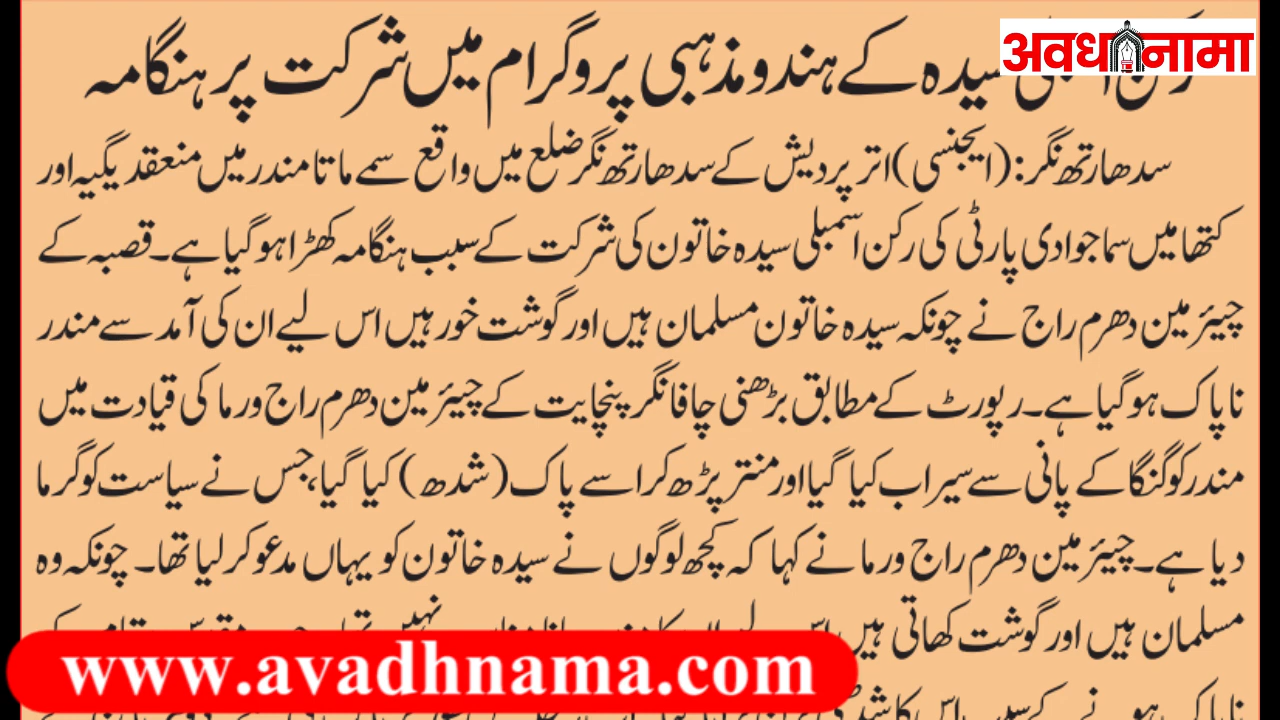 अवधनामा
سیدہ کے ہندو مذہبی پروگرام میں شرکت پر ہنگامہ
سدھارتھ نگر: (ایجنسی) اتر پردیش کے سدھارتھ نگر ضلع میں واقع سمے ماتا مندر میں منعقد یگیہ اور
کتھا میں سماجوادی پارٹی کی رکن اسمبلی سیدہ خاتون کی شرکت کے سبب ہنگامہ کھڑا ہوگیا ہے۔ قصبہ کے
چیئرمین دھرم راج نے چونکہ سیدہ خاتون مسلمان ہیں اور گوشت خور ہیں اس لیے ان کی آمد سے مندر
ناپاک ہوگیا ہے۔ رپورٹ کے مطابق بڑھنی چافا نگر پنچایت کے چیئرمین دھرم راج ورما کی قیادت میں
مندر کو گنگا کے پانی سے سیراب کیا گیا اور منتر پڑھ کر اسے پاک (شدھ) کیا گیا، جس نے سیاست کو گرما
دیا ہے۔ چیئرمین دھرم راج ورما نے کہا کہ کچھ لوگوں نے سیدہ خاتون کو یہاں مدعو کر لیا تھا۔ چونکہ وہ
مسلمان ہیں اور گوشت کھاتی ہیں
www.avadhnama.com